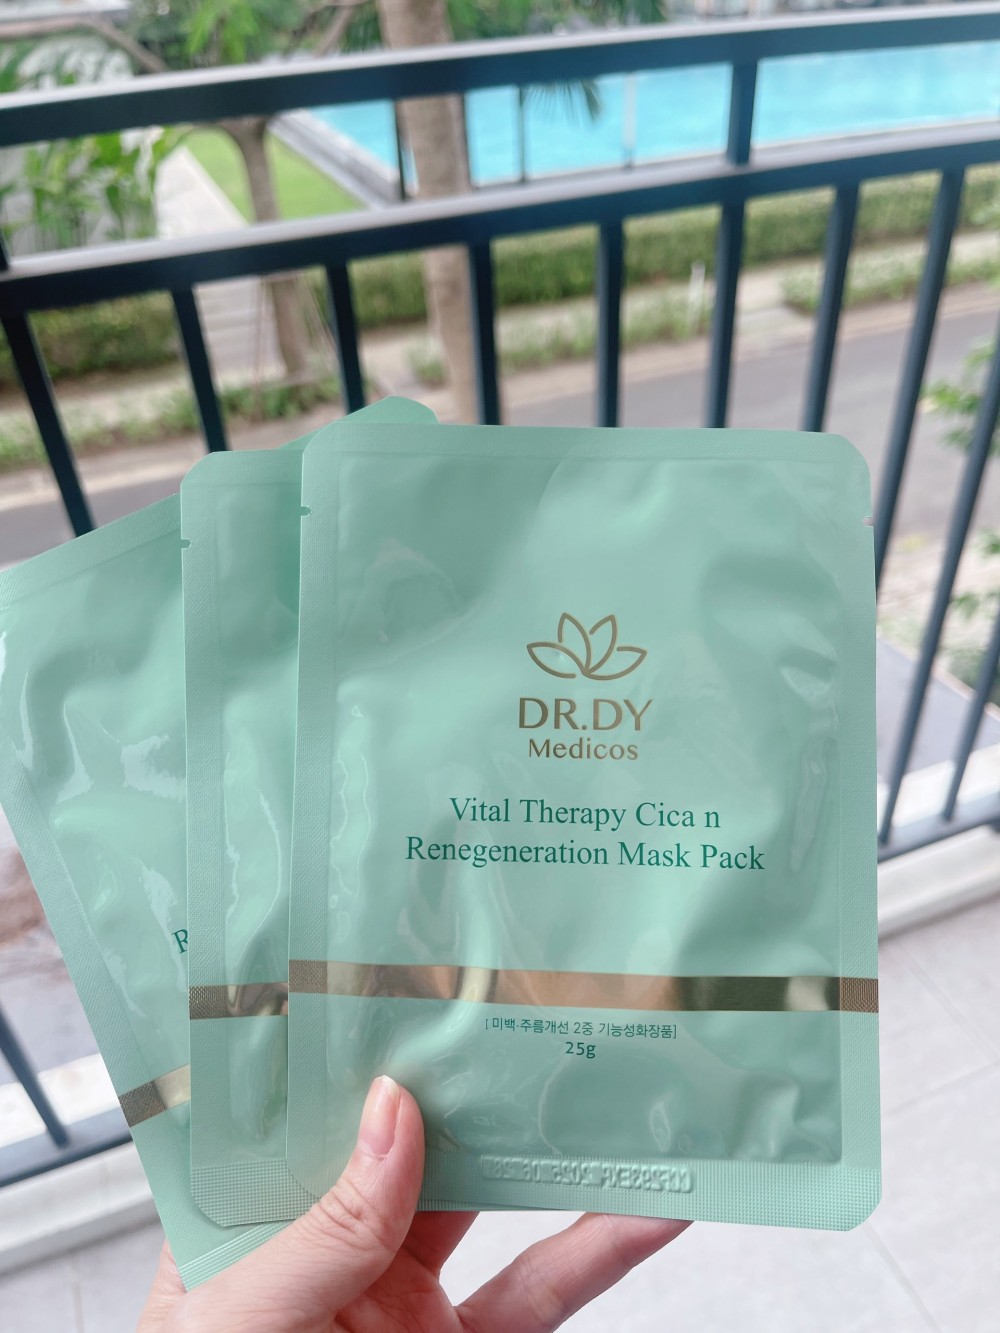 DR.DY
Medicos
Vital Therapy Cica n
Renegeneration Mask Pack
[ 미백·주름개선 2중 기능성화장품]
25g
R